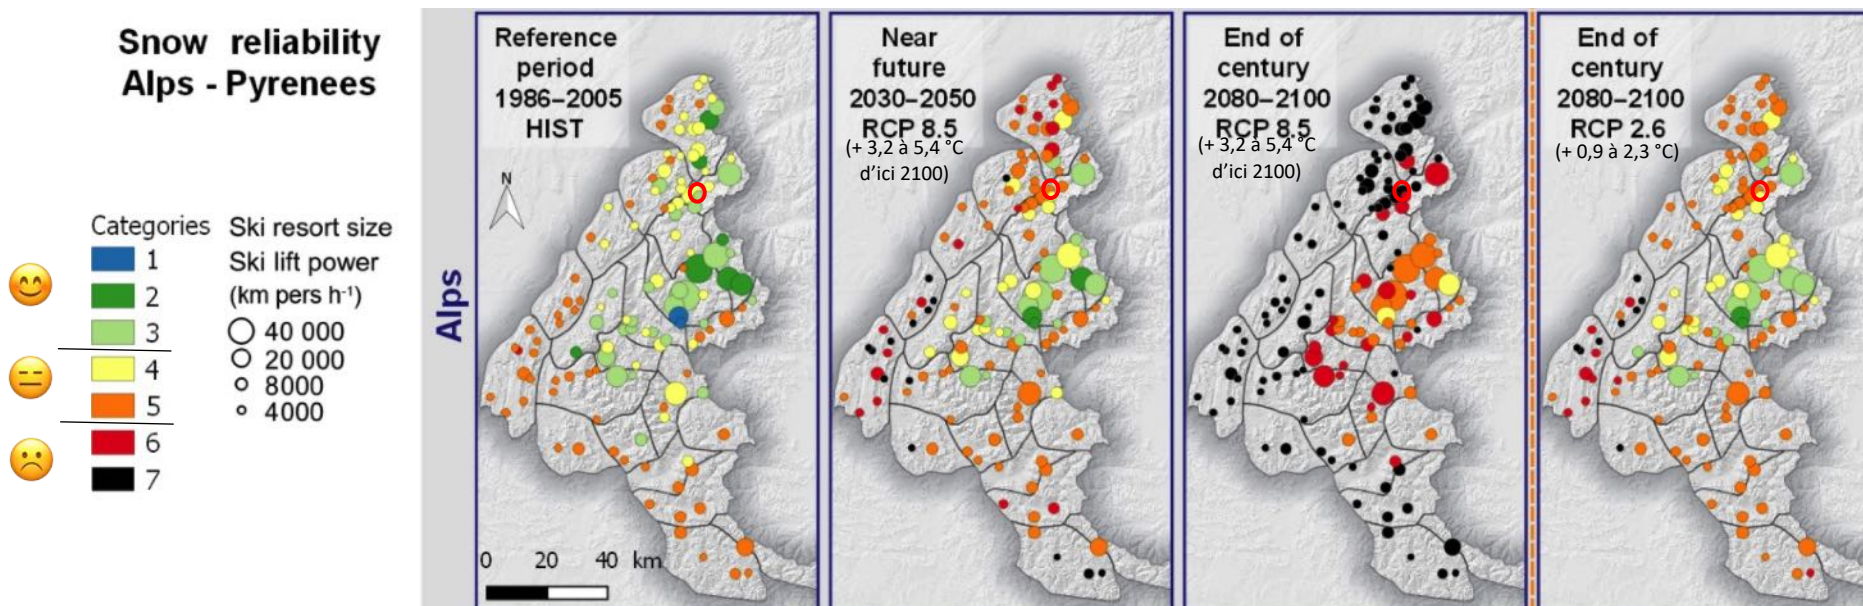 Snow reliability
Alps - Pyrenees
Categories
1
2
3
4
5
6
7
Ski resort size
Ski lift power
(km pers h⁻¹)
40 000
20 000
8000
4000
Alps
Reference
period
1986–2005
HIST
N
0 20 40 km
Near
future
2030–2050
RCP 8.5
(+ 3,2 à 5,4 °C
d'ici 2100)
End of
century
2080–2100
RCP 8.5
(+ 3,2 à 5,4 °C
d'ici 2100)
End of
century
2080–2100
RCP 2.6
(+ 0,9 à 2,3 °C)